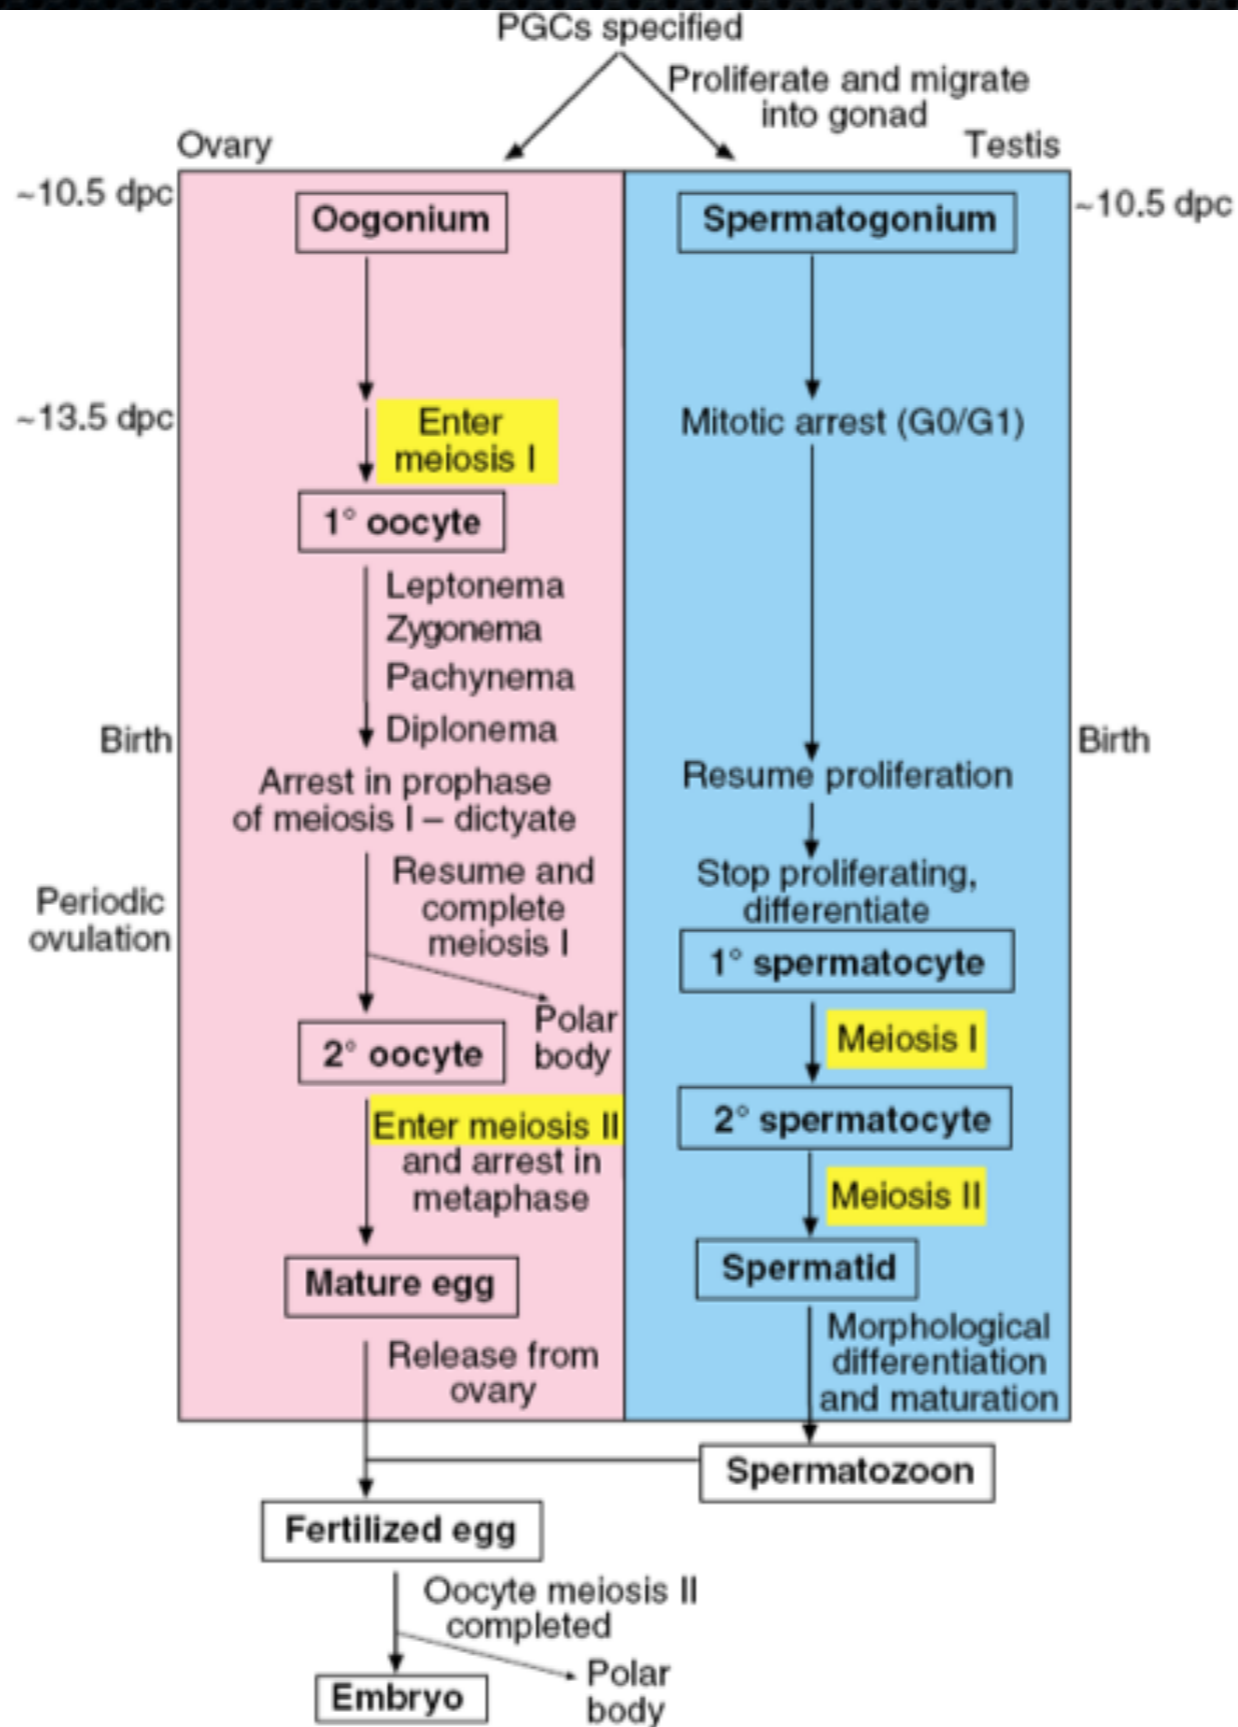 PGCs specified
Proliferate and migrate
into gonad
Ovary
Testis
~10.5 dpc
Oogonium
Spermatogonium
~10.5 dpc
~13.5 dpc
Enter
meiosis I
Mitotic arrest (G0/G1)
1° oocyte
Leptonema
Zygonema
Pachynema
Diplonema
Birth
Birth
Arrest in prophase
of meiosis I – dictyate
Resume proliferation
Periodic
ovulation
Resume and
complete
meiosis I
Stop proliferating,
differentiate
1° spermatocyte
Polar
body
Meiosis I
2° oocyte
2° spermatocyte
Enter meiosis II
and arrest in
metaphase
Meiosis II
Mature egg
Spermatid
Release from
ovary
Morphological
differentiation
and maturation
Spermatozoon
Fertilized egg
Oocyte meiosis II
completed
Polar
body
Embryo